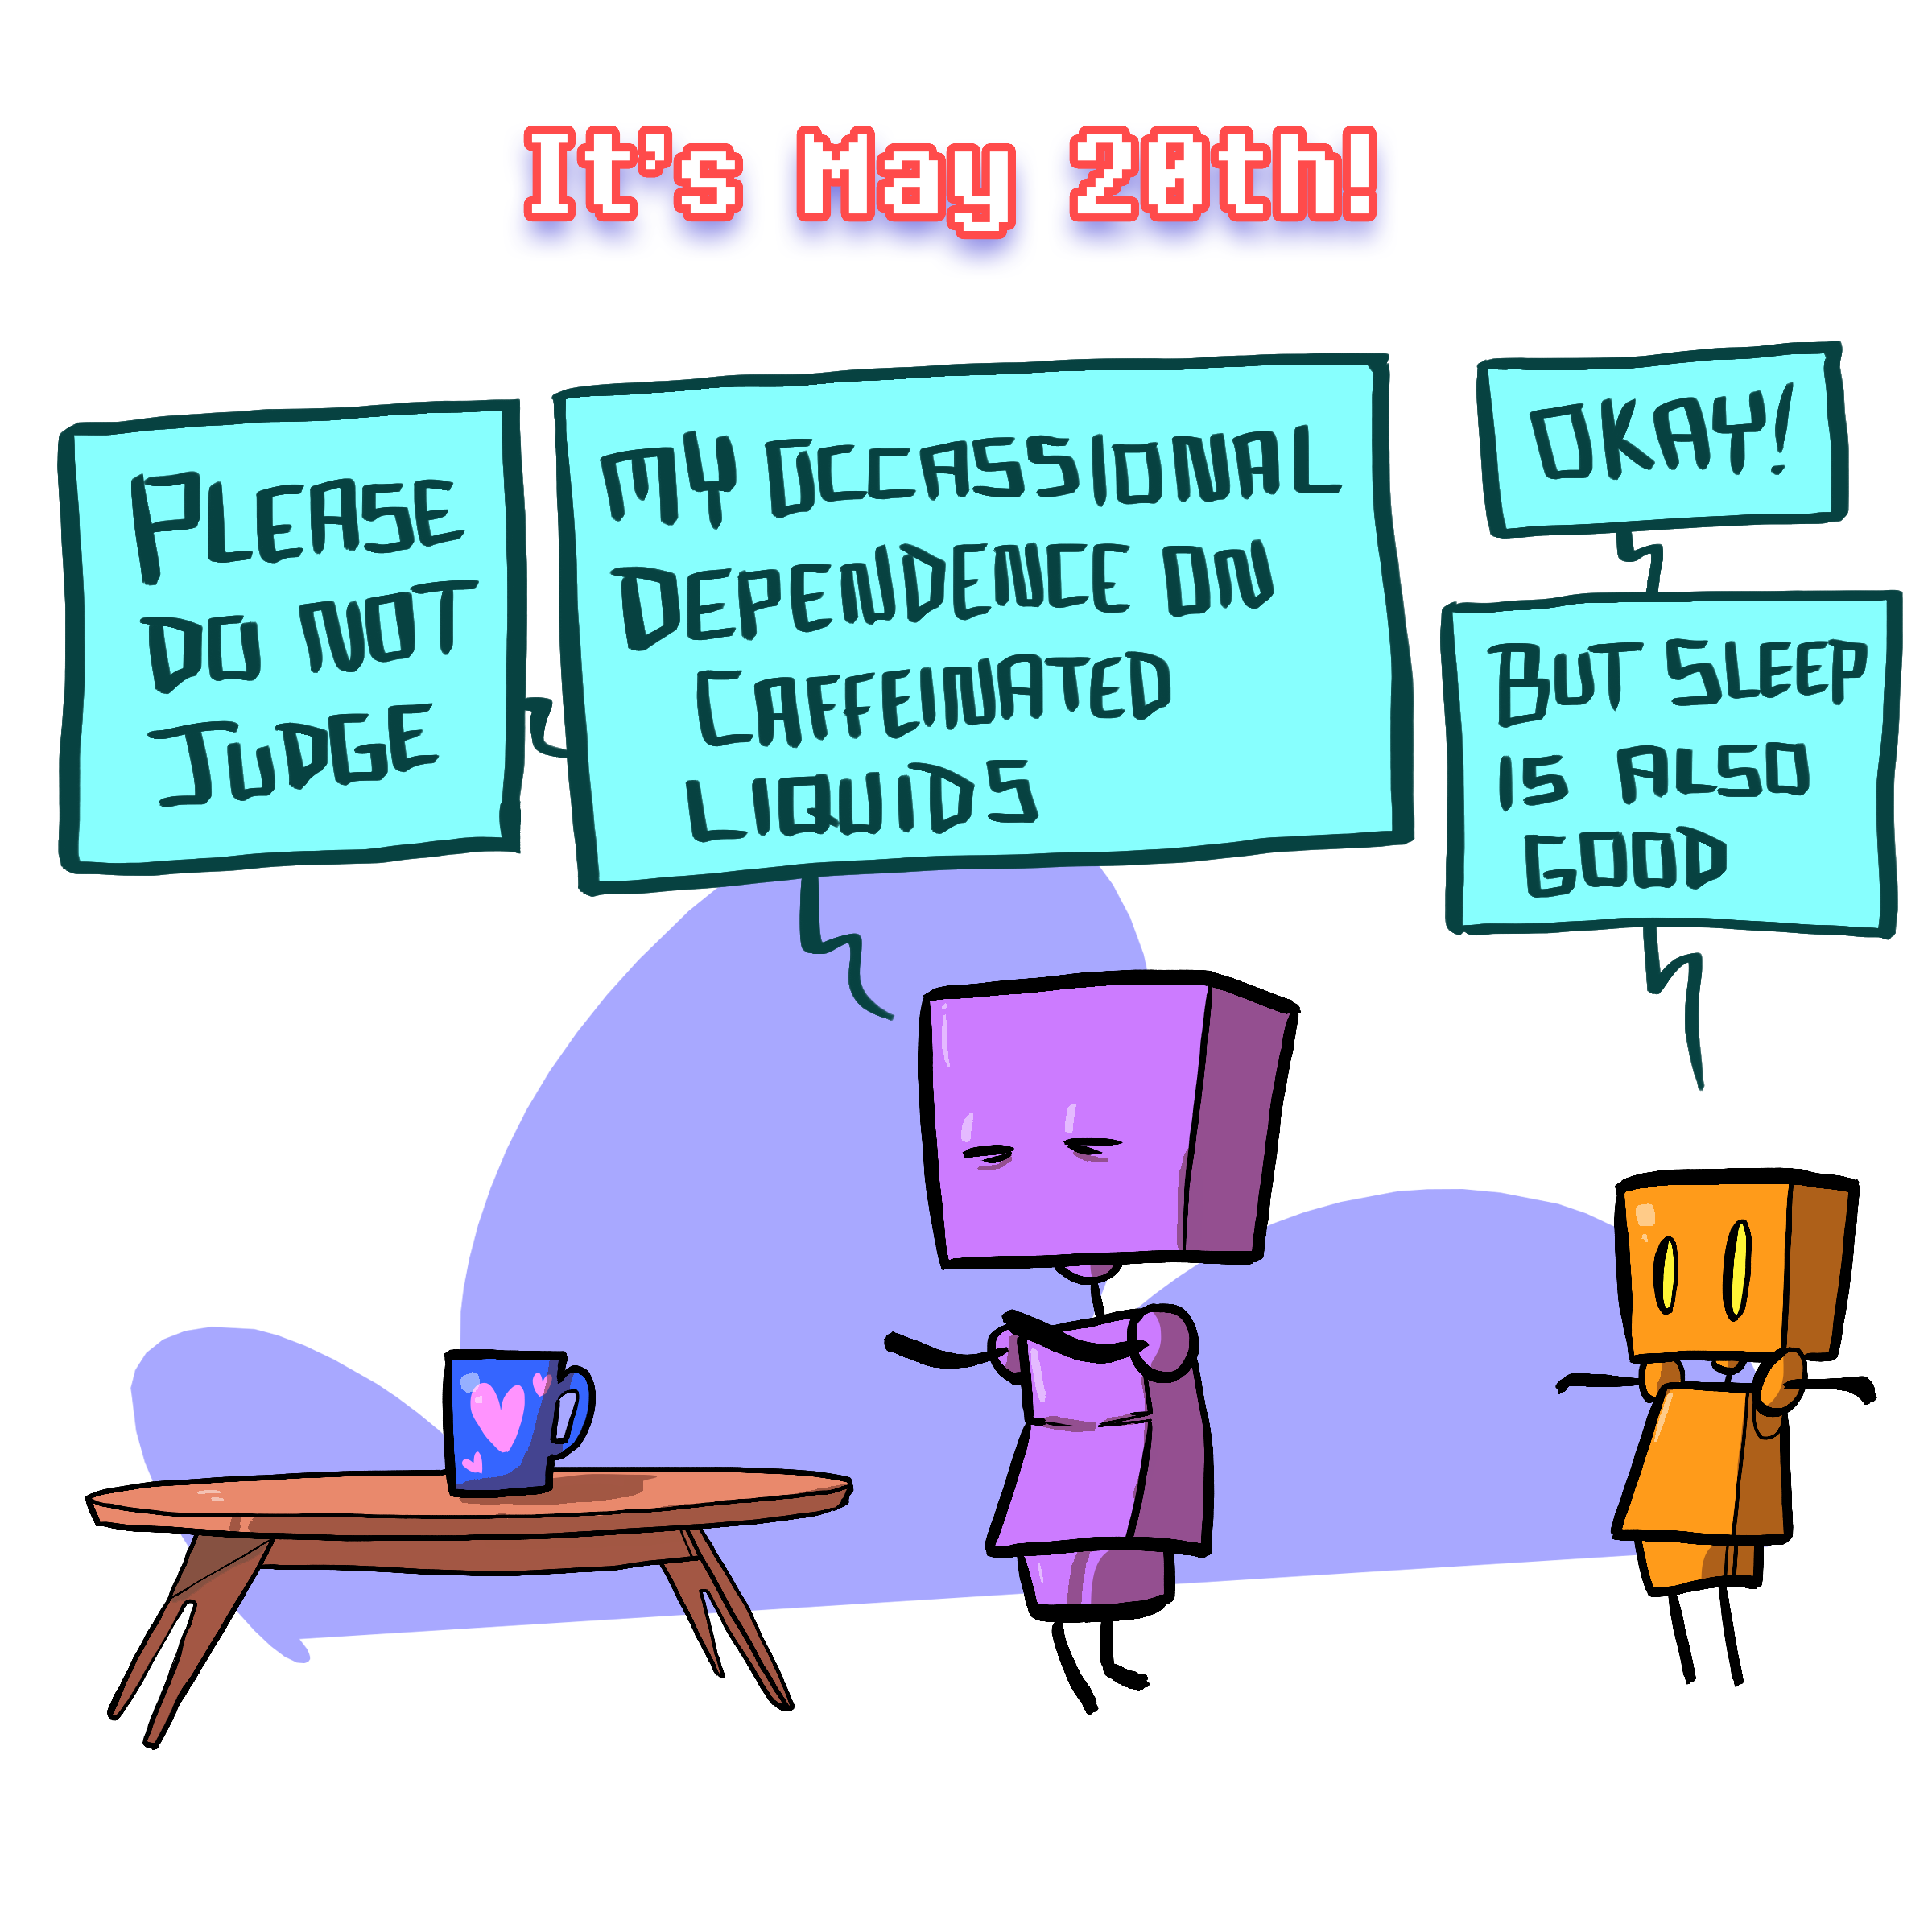 It's May 20th!
PLEASE
DO NOT
JUDGE
MY OCCASSIONAL
DEPENDENCE ON
CAFFEINATED
LIQUIDS
OKAY!
BUT SLEEP
IS ALSO
GOOD